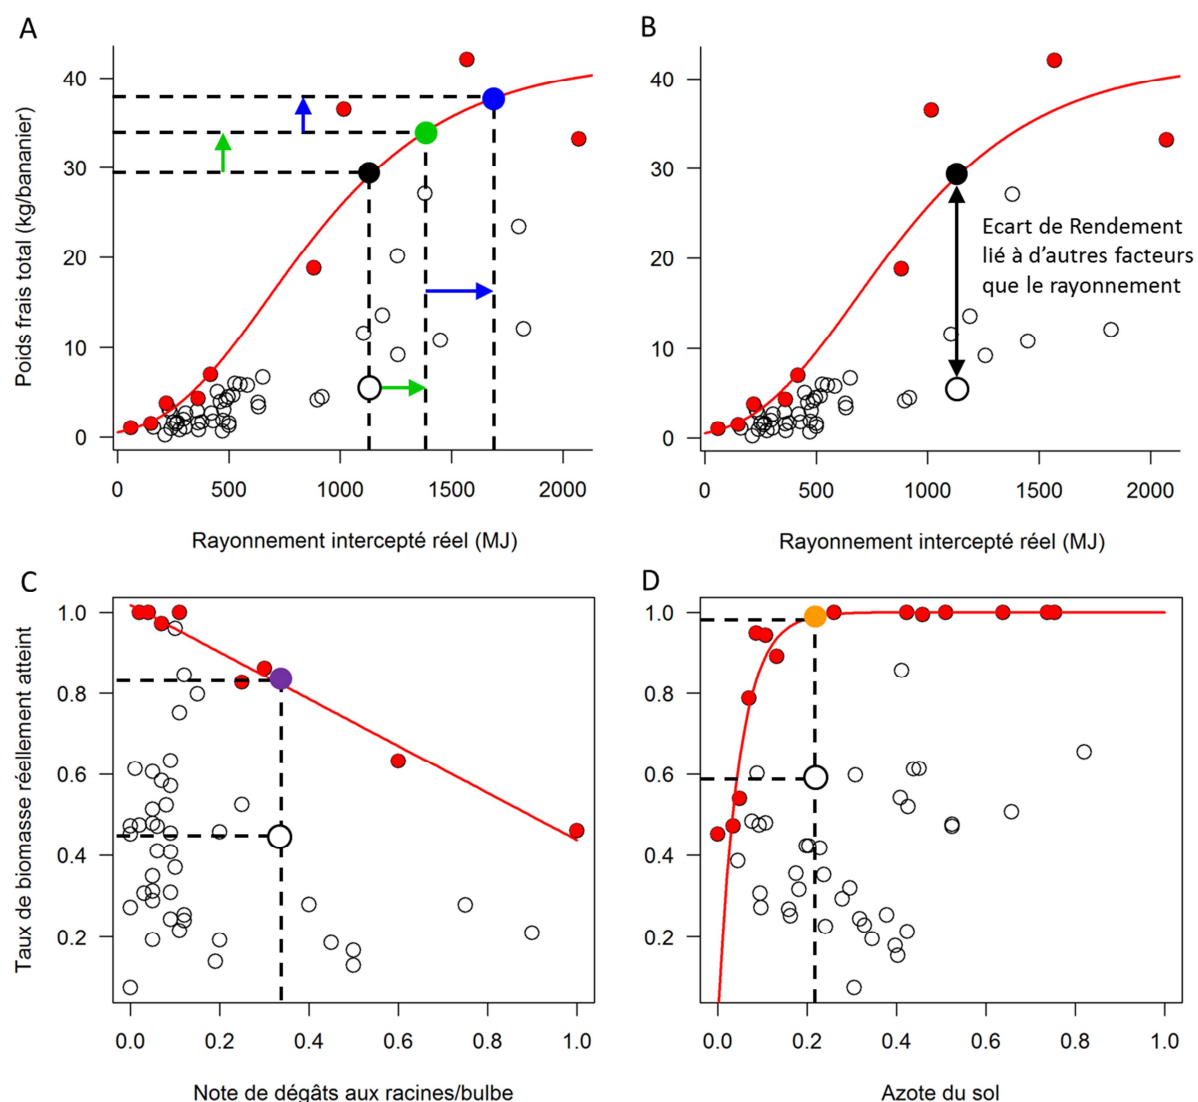 A
Poids frais total (kg/bananier)
40
30
20
10
0
0 500 1000 1500 2000
Rayonnement intercepté réel (MJ)
B
40
30
20
10
0
Ecart de Rendement
lié à d’autres facteurs
que le rayonnement
0 500 1000 1500 2000
Rayonnement intercepté réel (MJ)
C
Taux de biomasse réellement atteint
1.0
0.8
0.6
0.4
0.2
0.0 0.2 0.4 0.6 0.8 1.0
Note de dégâts aux racines/bulbe
D
1.0
0.8
0.6
0.4
0.2
0.0 0.2 0.4 0.6 0.8 1.0
Azote du sol